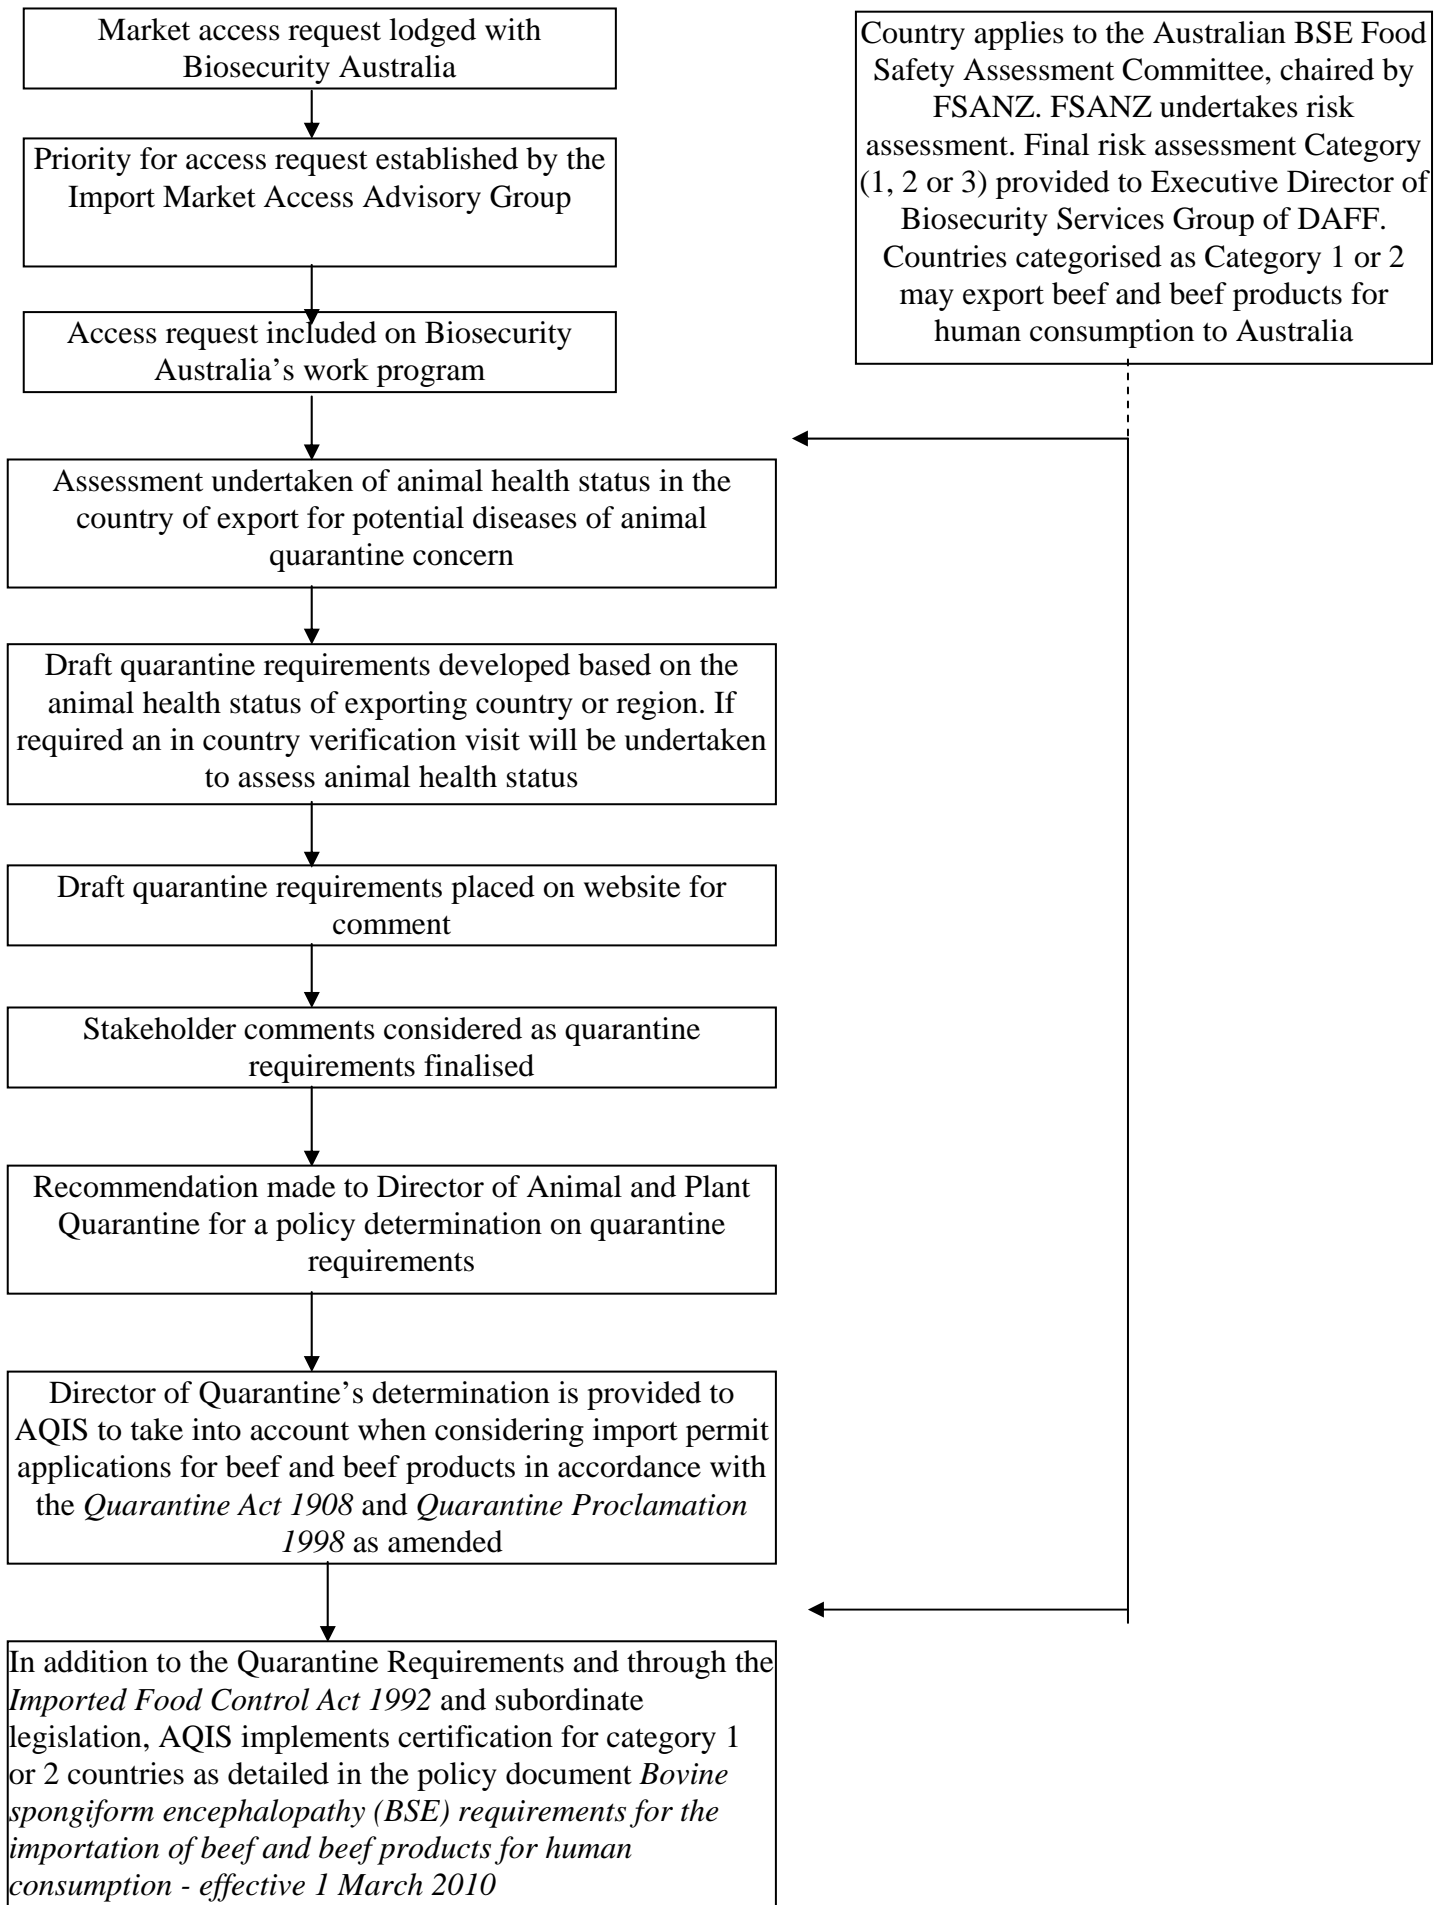 Market access request lodged with
Biosecurity Australia
Priority for access request established by the
Import Market Access Advisory Group
Access request included on Biosecurity
Australia’s work program
Country applies to the Australian BSE Food
Safety Assessment Committee, chaired by
FSANZ. FSANZ undertakes risk
assessment. Final risk assessment Category
(1, 2 or 3) provided to Executive Director of
Biosecurity Services Group of DAFF.
Countries categorised as Category 1 or 2
may export beef and beef products for
human consumption to Australia
Assessment undertaken of animal health status in the
country of export for potential diseases of animal
quarantine concern
Draft quarantine requirements developed based on the
animal health status of exporting country or region. If
required an in country verification visit will be undertaken
to assess animal health status
Draft quarantine requirements placed on website for
comment
Stakeholder comments considered as quarantine
requirements finalised
Recommendation made to Director of Animal and Plant
Quarantine for a policy determination on quarantine
requirements
Director of Quarantine’s determination is provided to
AQIS to take into account when considering import permit
applications for beef and beef products in accordance with
the Quarantine Act 1908 and Quarantine Proclamation
1998 as amended
In addition to the Quarantine Requirements and through the
Imported Food Control Act 1992 and subordinate
legislation, AQIS implements certification for category 1
or 2 countries as detailed in the policy document Bovine
spongiform encephalopathy (BSE) requirements for the
importation of beef and beef products for human
consumption - effective 1 March 2010